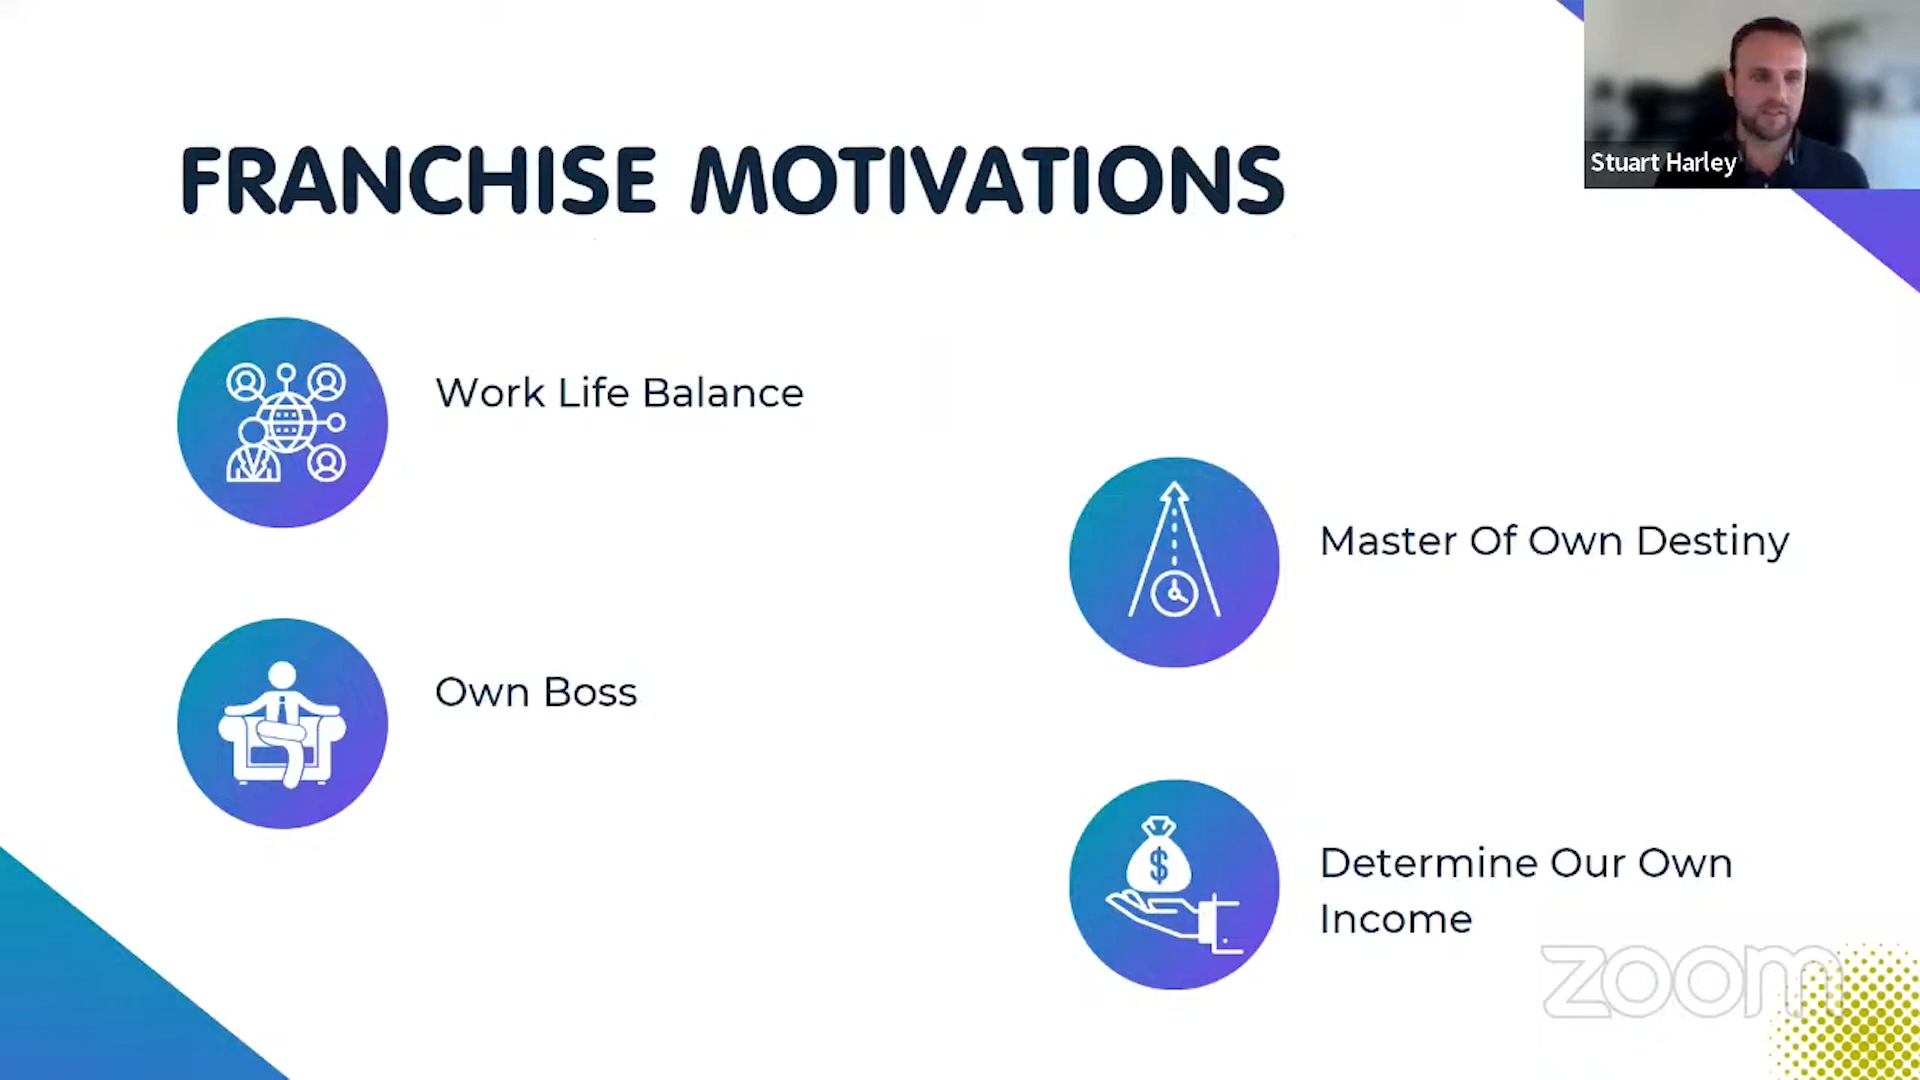 FRANCHISE MOTIVATIONS
Stuart Harley
Work Life Balance
Master Of Own Destiny
Own Boss
$
Determine Our Own
Income
zoom